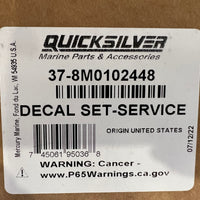 QUICKSILVER
Marine Parts & Accessories
37-8M0102448
DECAL SET-SERVICE
ORIGIN UNITED STATES
WARNING: Cancer -
www.P65Warnings.ca.gov
7 45061 95036 8
Mercury Marine, Fond du Lac, WI 54935 U.S.A.
07/12/22